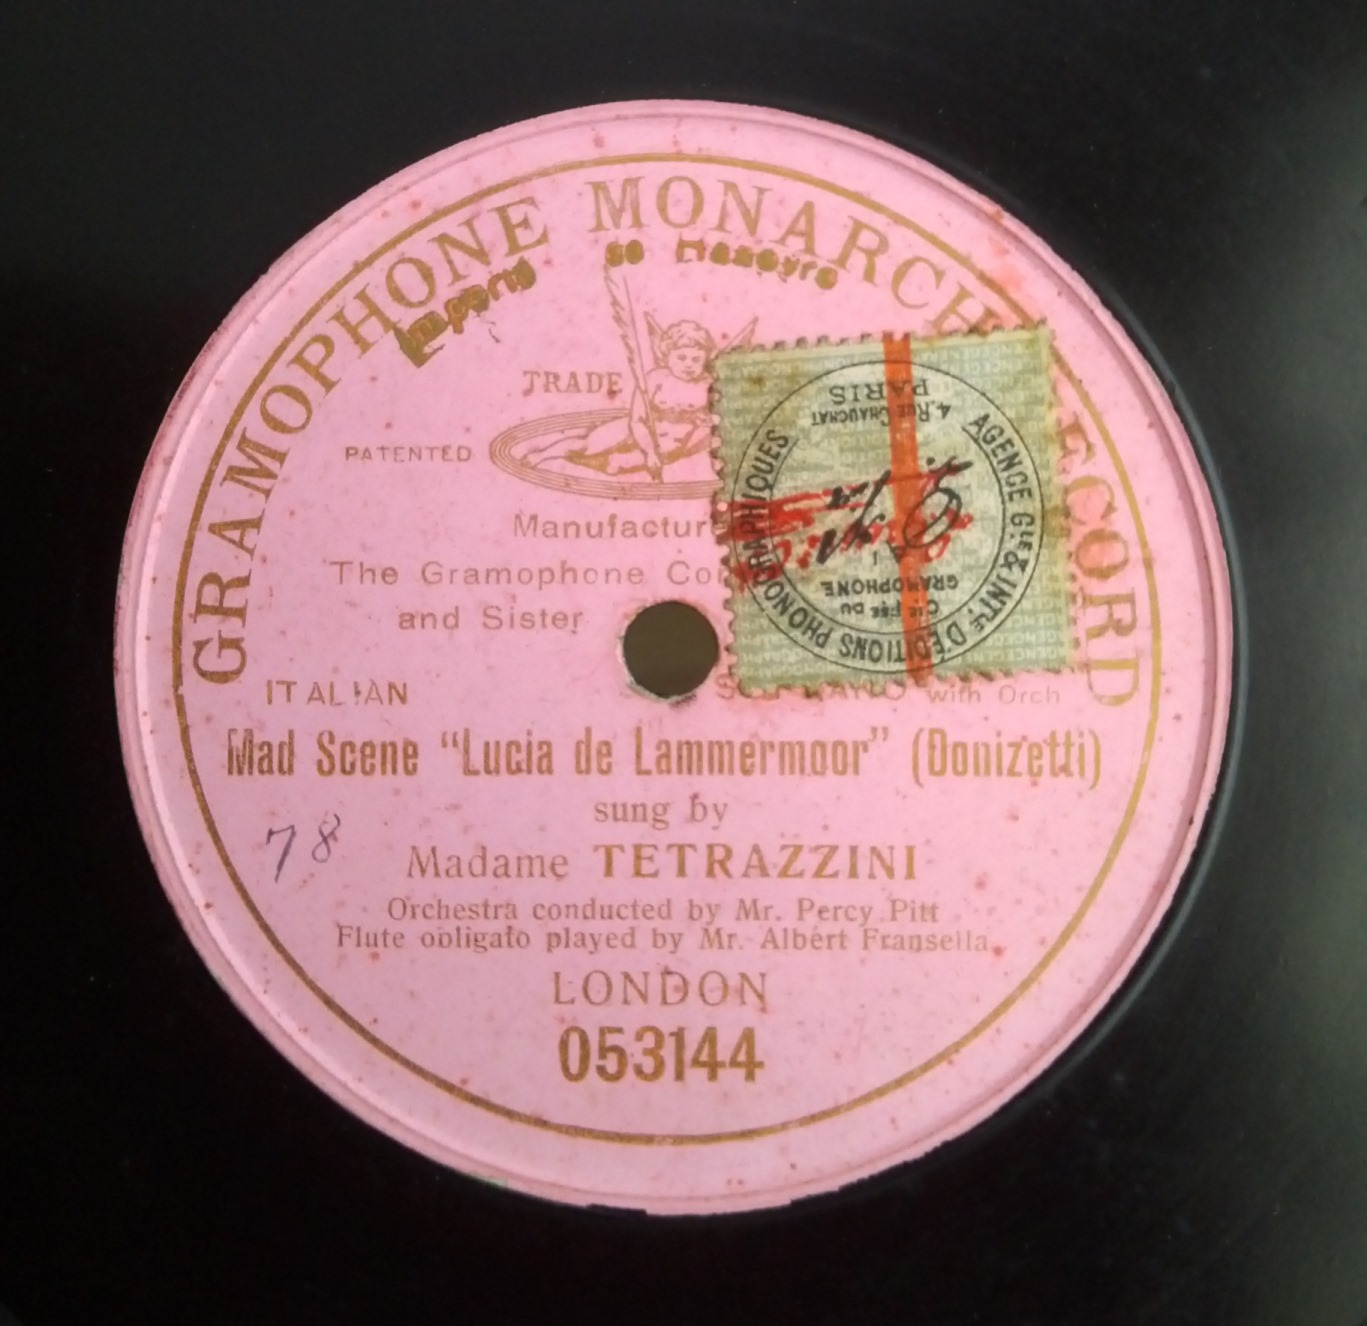 GRAMOPHONE MONARCH RECORD
TRADE
PATENTED
Manufactur
The Gramophone Co
and Sister
ITALIAN
with Orch
Mad Scene “Lucia de Lammermoor” (Donizetti)
sung by
Madame TETRAZZINI
78
Orchestra conducted by Mr. Percy Pitt
Flute obligato played by Mr. Albert Fransella.
LONDON
053144
AGENCE Gle & INTle D'ÉDITIONS PHONOGRAPHIQUES
Cie Fse DU
GRAMOPHONE
4, RUE CHAUCHAT
PARIS